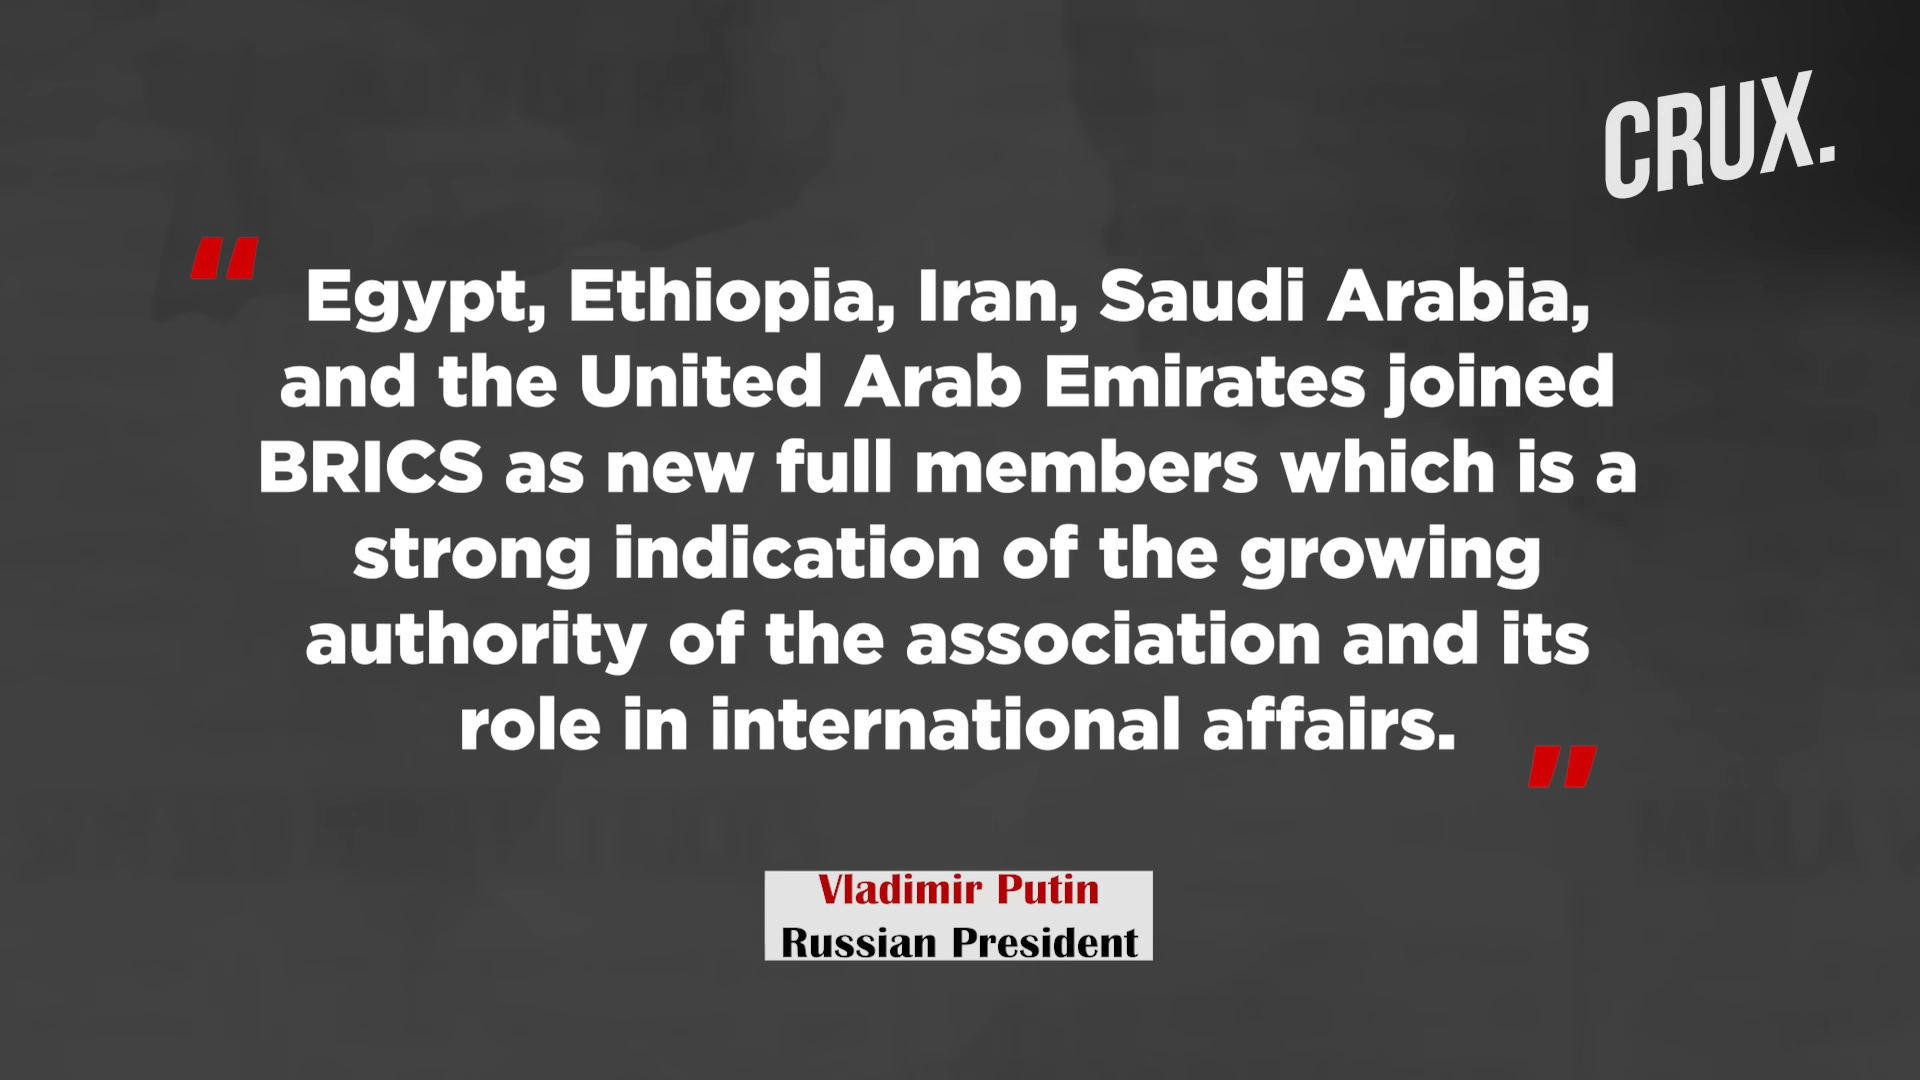 CRUX.
" Egypt, Ethiopia, Iran, Saudi Arabia,
and the United Arab Emirates joined
BRICS as new full members which is a
strong indication of the growing
authority of the association and its
role in international affairs. "
Vladimir Putin
Russian President